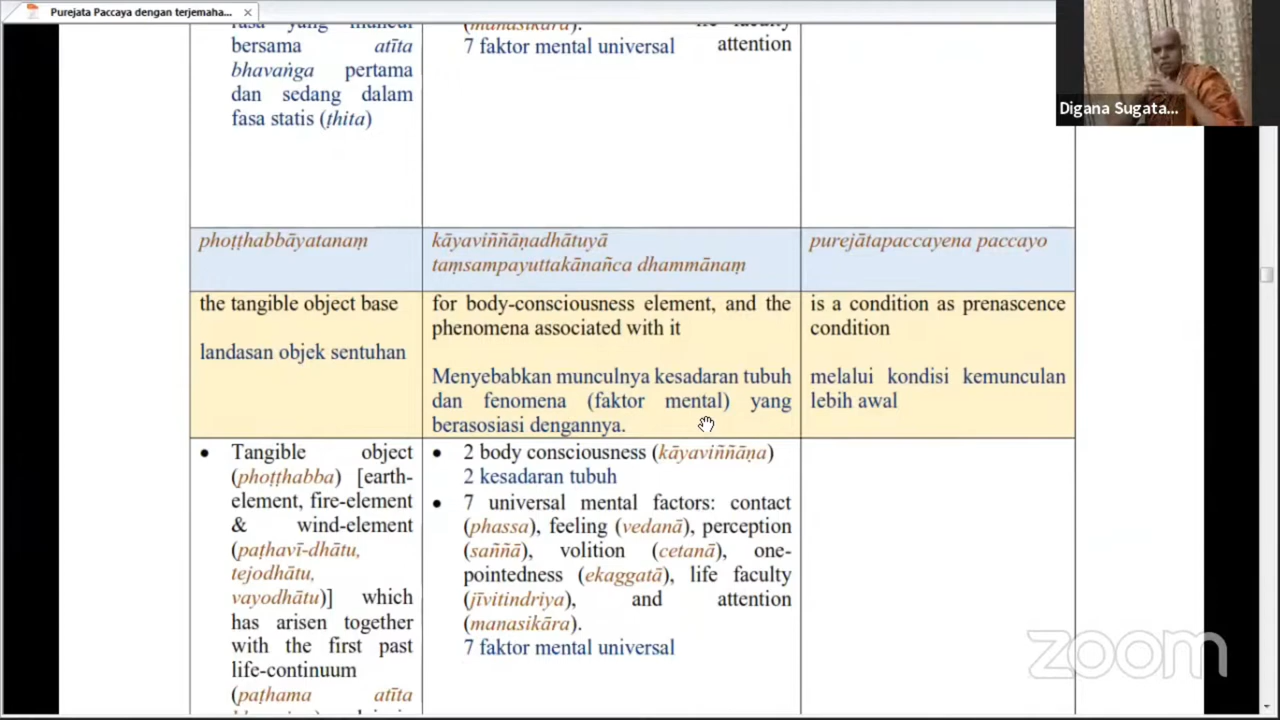 Purejata Paccaya dengan terjemaha...
bersama atīta
bhavaṅga pertama
dan sedang dalam
fasa statis (ṭhita)
(manasikāra).
7 faktor mental universal
attention
Digana Sugata...
phoṭṭhabbāyatanaṃ
kāyaviññāṇadhātuyā
taṃsampayuttakānañca dhammānaṃ
purejātapaccayena paccayo
the tangible object base
landasan objek sentuhan
for body-consciousness element, and the
phenomena associated with it
Menyebabkan munculnya kesadaran tubuh
dan fenomena (faktor mental) yang
berasosiasi dengannya.
is a condition as prenascence
condition
melalui kondisi kemunculan
lebih awal
• Tangible object
(phoṭṭhabba) [earth-
element, fire-element
& wind-element
(paṭhavī-dhātu,
tejodhātu,
vayodhātu)] which
has arisen together
with the first past
life-continuum
(paṭhama atīta
• 2 body consciousness (kāyaviññāṇa)
2 kesadaran tubuh
• 7 universal mental factors: contact
(phassa), feeling (vedanā), perception
(saññā), volition (cetanā), one-
pointedness (ekaggatā), life faculty
(jīvitindriya), and attention
(manasikāra).
7 faktor mental universal
zoom